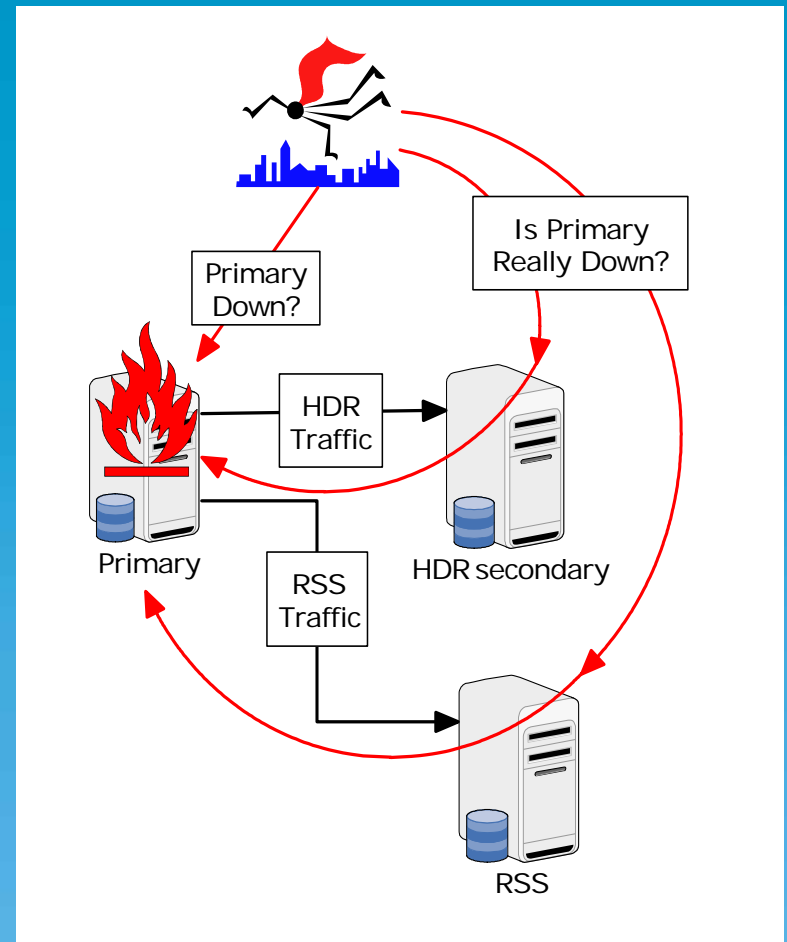 Is Primary
Really Down?
Primary
Down?
HDR
Traffic
Primary
HDR secondary
RSS
Traffic
RSS